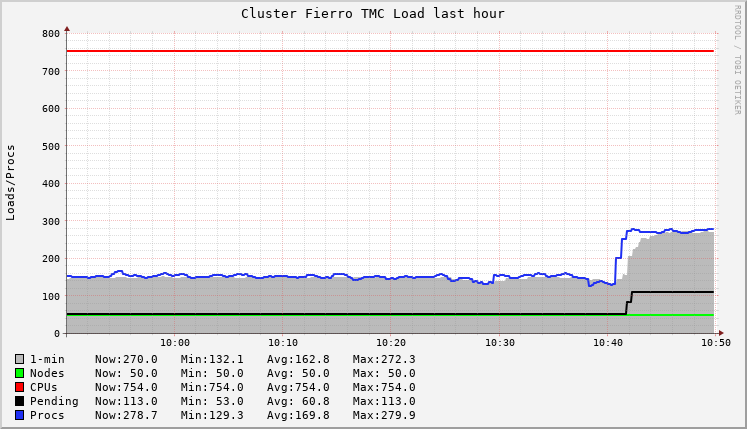 Cluster Fierro TMC Load last hour
RRDTOOL / TOBI OETIKER
Loads/Procs
800
700
600
500
400
300
200
100
0
10:00 10:10 10:20 10:30 10:40 10:50
1-min Now:270.0 Min:132.1 Avg:162.8 Max:272.3
Nodes Now: 50.0 Min: 50.0 Avg: 50.0 Max: 50.0
CPUs Now:754.0 Min:754.0 Avg:754.0 Max:754.0
Pending Now:113.0 Min: 53.0 Avg: 60.8 Max:113.0
Procs Now:278.7 Min:129.3 Avg:169.8 Max:279.9